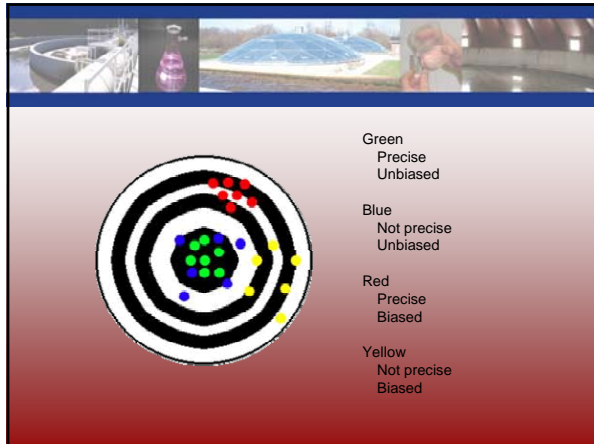 Green
Precise
Unbiased
Blue
Not precise
Unbiased
Red
Precise
Biased
Yellow
Not precise
Biased